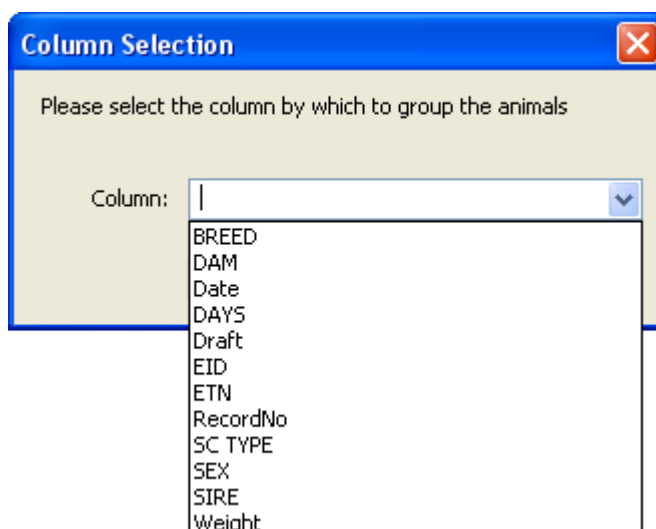 Column Selection
Please select the column by which to group the animals
Column:
BREED
DAM
Date
DAYS
Draft
EID
ETN
RecordNo
SC TYPE
SEX
SIRE
Weight